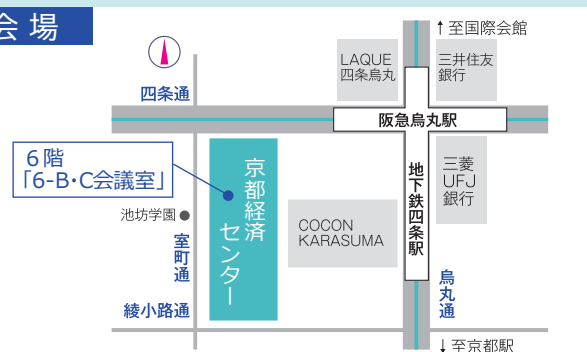 会場
↑至国際会館
LAQUE
四条烏丸
三井住友
銀行
四条通
阪急烏丸駅
6階
「6-B・C会議室」
京都経済
センター
地下鉄四条駅
三菱
UFJ
銀行
池坊学園
COCON
KARASUMA
室町通
烏丸通
綾小路通
↓至京都駅